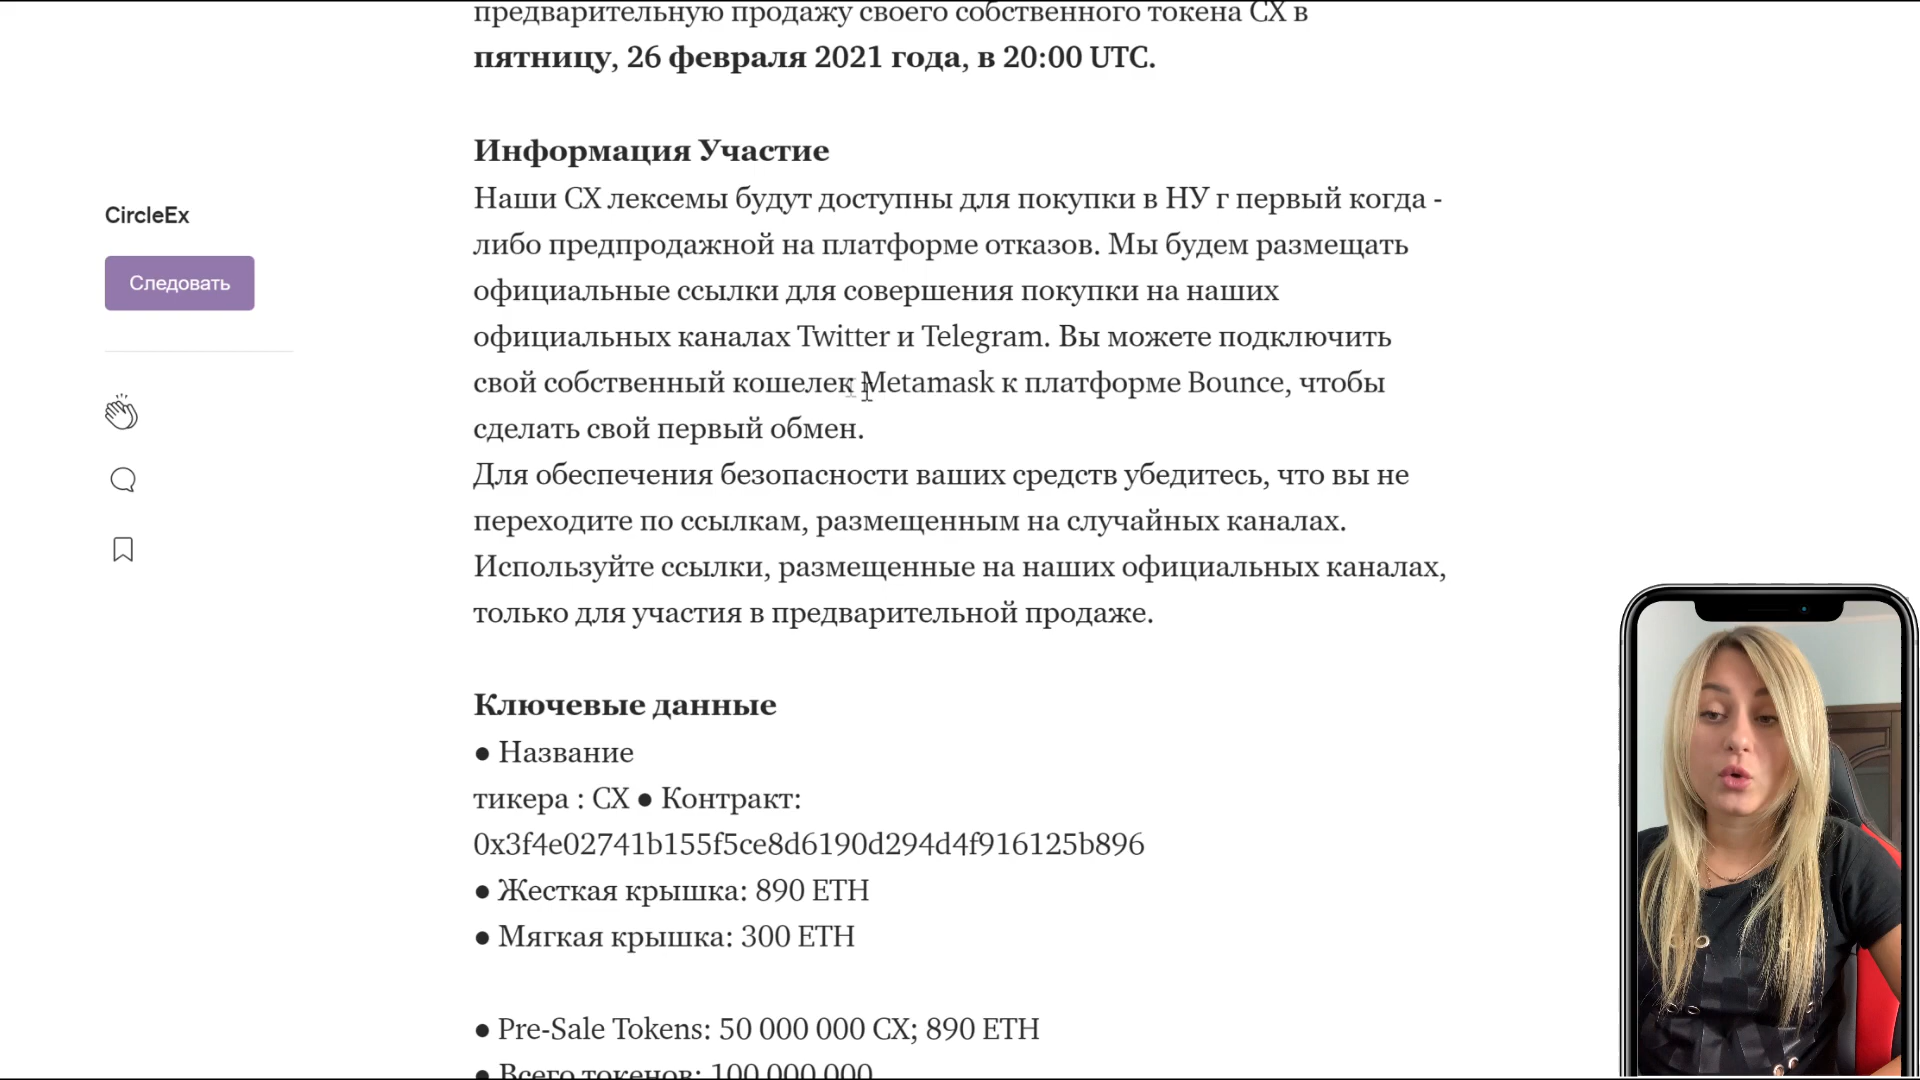 предварительную продажу своего собственного токена CX в
пятницу, 26 февраля 2021 года, в 20:00 UTC.
Информация Участие
Наши CX лексемы будут доступны для покупки в НУ г первый когда -
либо предпродажной на платформе отказов. Мы будем размещать
официальные ссылки для совершения покупки на наших
официальных каналах Twitter и Telegram. Вы можете подключить
свой собственный кошелек Metamask к платформе Bounce, чтобы
сделать свой первый обмен.
Для обеспечения безопасности ваших средств убедитесь, что вы не
переходите по ссылкам, размещенным на случайных каналах.
Используйте ссылки, размещенные на наших официальных каналах,
только для участия в предварительной продаже.
CircleEx
Следовать
Ключевые данные
● Название
тикера : CX ● Контракт:
0x3f4e02741b155f5ce8d6190d294d4f916125b896
● Жесткая крышка: 890 ETH
● Мягкая крышка: 300 ETH
● Pre-Sale Tokens: 50 000 000 CX; 890 ETH
● Всего токенов: 100 000 000